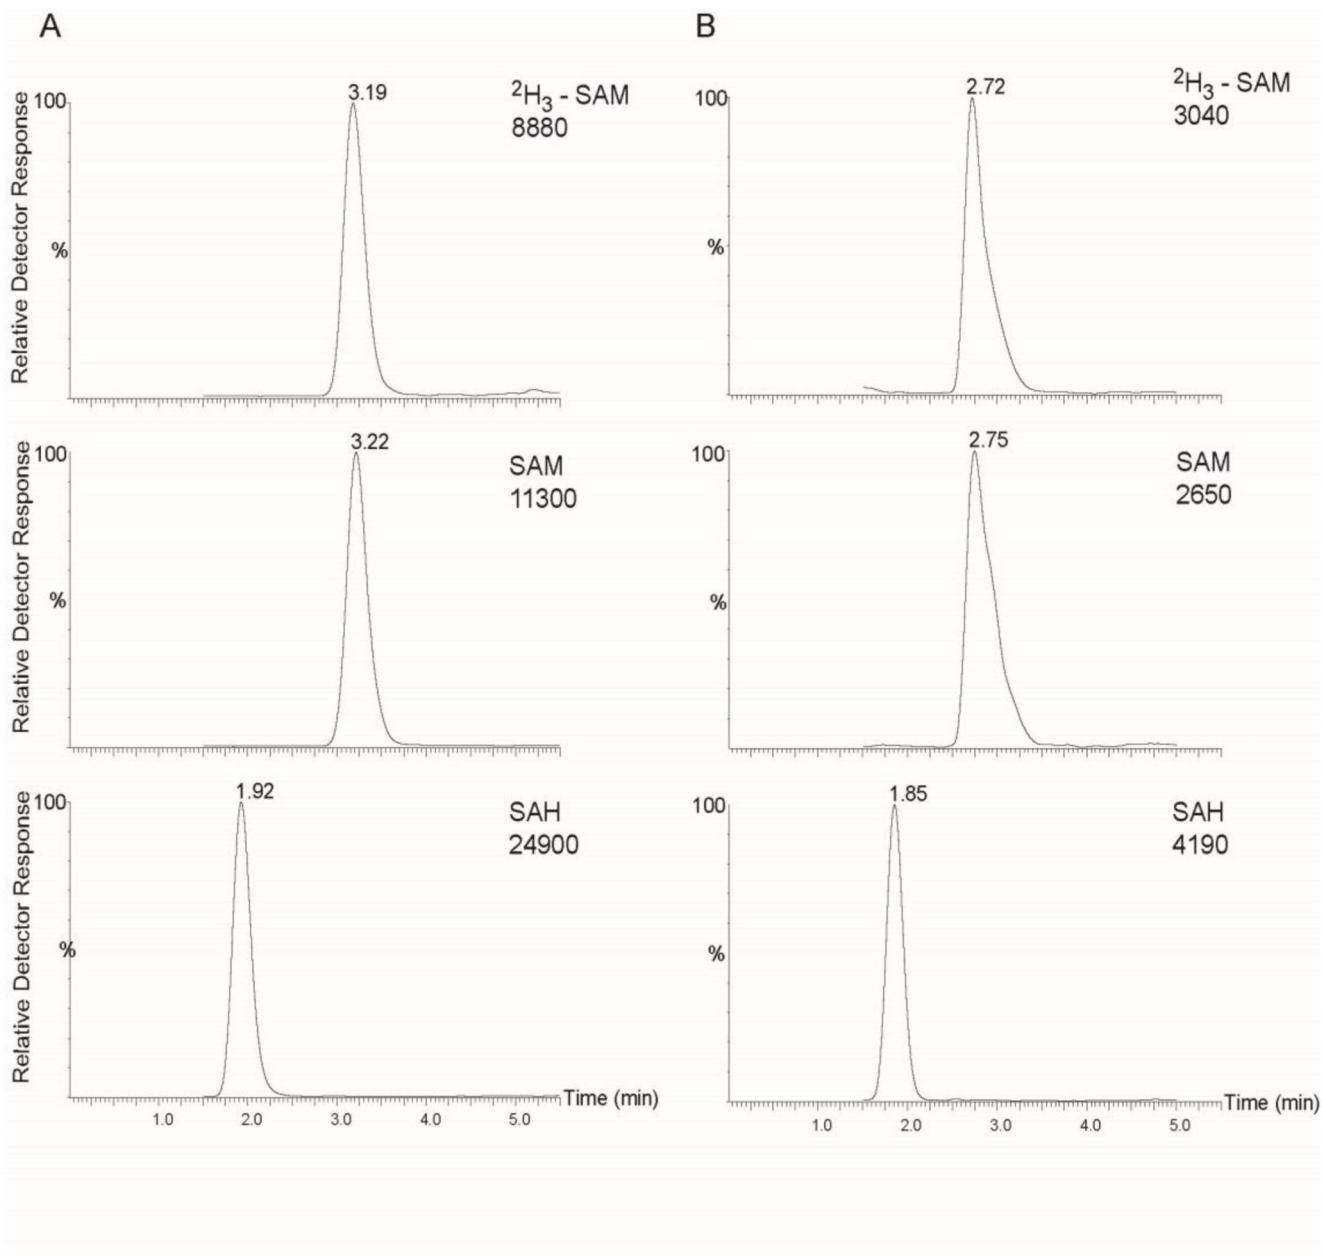 A
B
Relative Detector Response
100
%
3.19
²H₃ - SAM
8880
100
%
2.72
²H₃ - SAM
3040
Relative Detector Response
100
%
3.22
SAM
11300
100
%
2.75
SAM
2650
Relative Detector Response
100
%
1.92
SAH
24900
Time (min)
1.0 2.0 3.0 4.0 5.0
100
%
1.85
SAH
4190
Time (min)
1.0 2.0 3.0 4.0 5.0